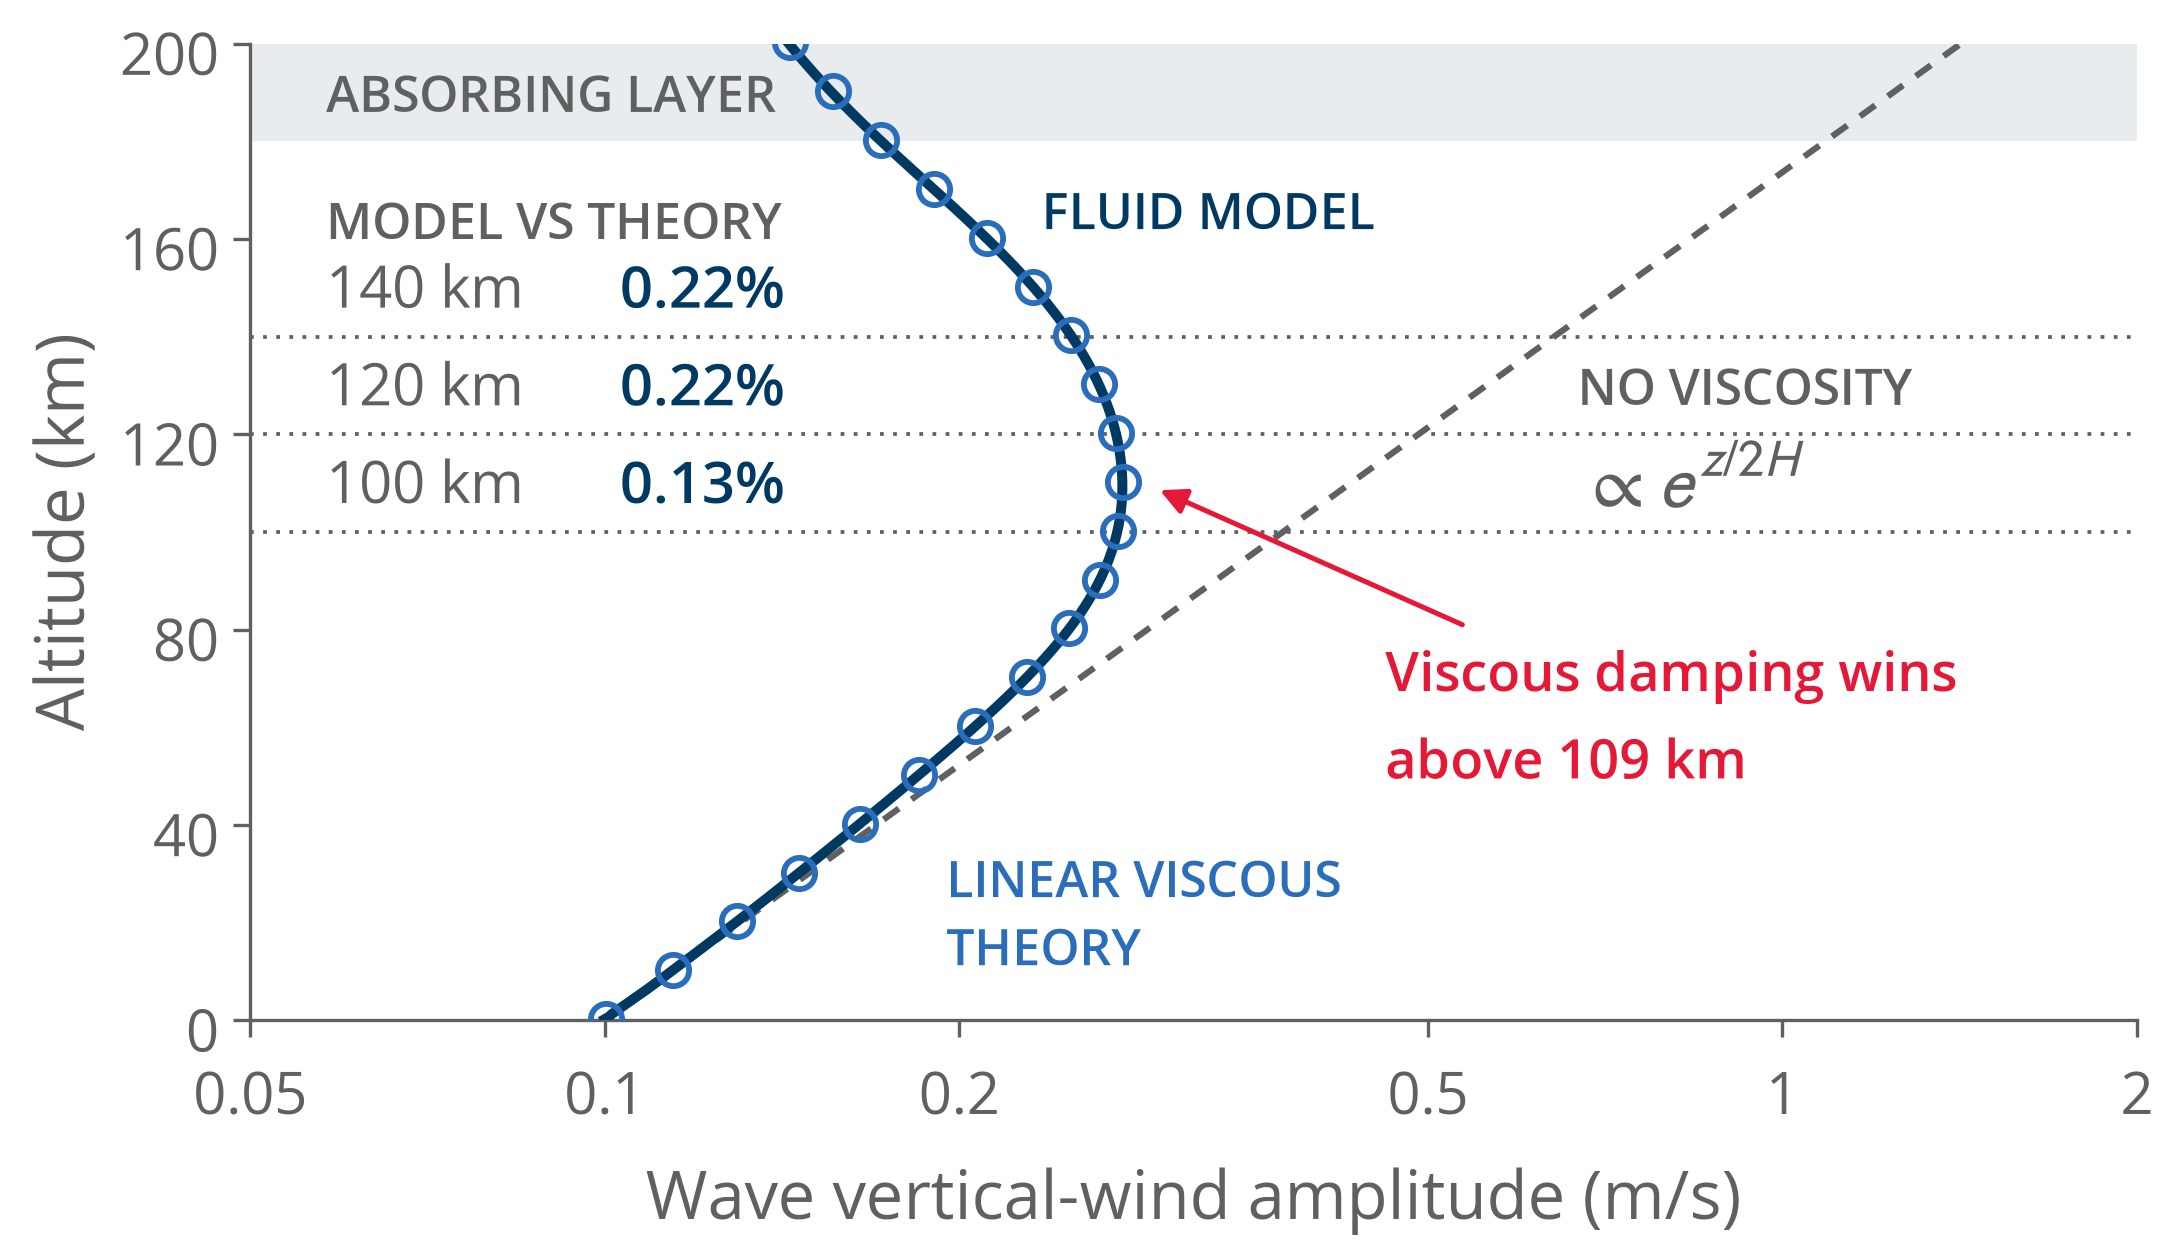 200
ABSORBING LAYER
MODEL VS THEORY
FLUID MODEL
160
140 km 0.22%
120 km 0.22%
NO VISCOSITY
120
∝ e^{z/2H}
100 km 0.13%
80
Viscous damping wins
above 109 km
40
LINEAR VISCOUS
THEORY
0
Altitude (km)
0.05 0.1 0.2 0.5 1 2
Wave vertical-wind amplitude (m/s)